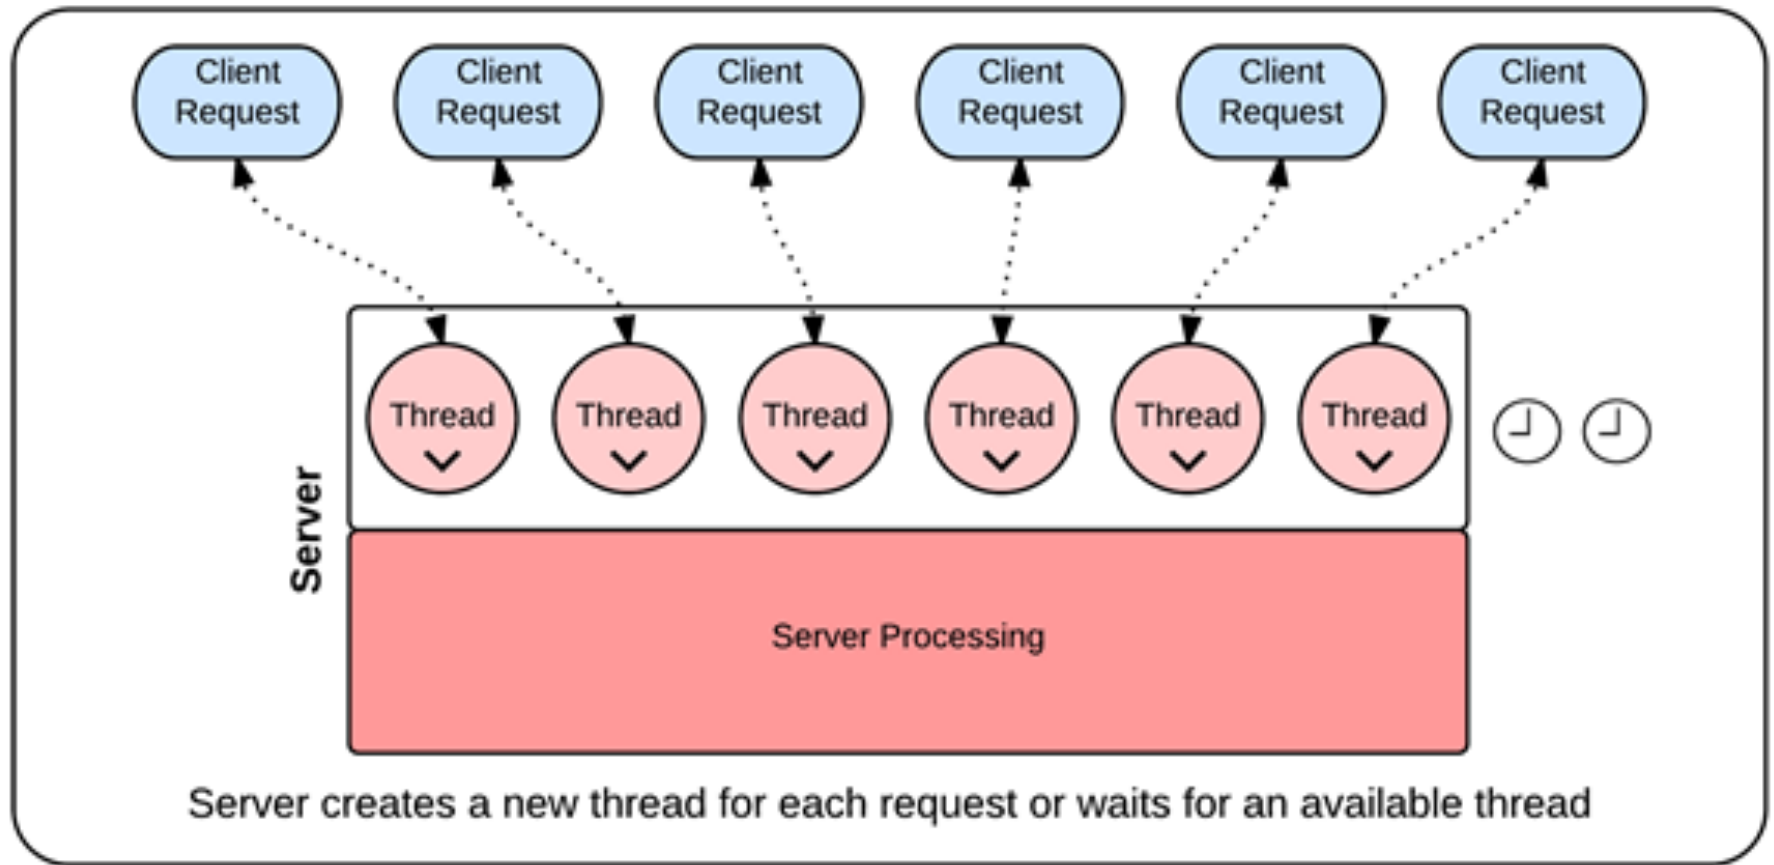 Client
Request
Client
Request
Client
Request
Client
Request
Client
Request
Client
Request
Thread
Thread
Thread
Thread
Thread
Thread
Server
Server Processing
Server creates a new thread for each request or waits for an available thread